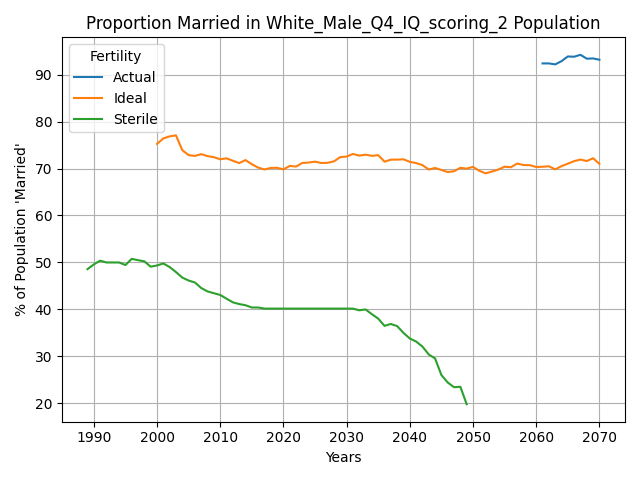 Proportion Married in White_Male_Q4_IQ_scoring_2 Population
Fertility
Actual
Ideal
Sterile
% of Population 'Married'
90
80
70
60
50
40
30
20
1990 2000 2010 2020 2030 2040 2050 2060 2070
Years